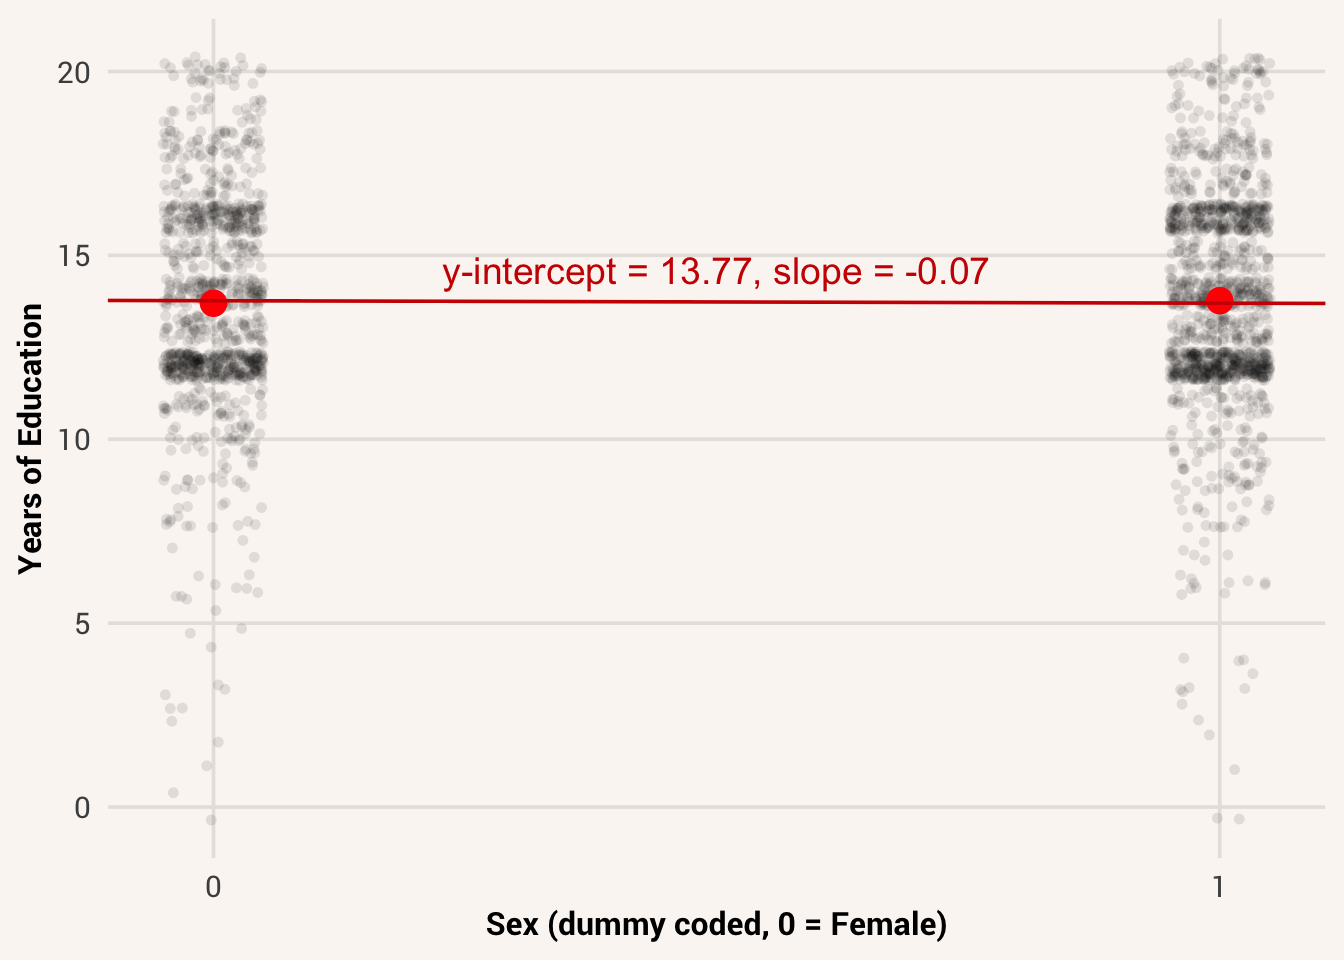 20
15
10
5
0
Years of Education
y-intercept = 13.77, slope = -0.07
0
1
Sex (dummy coded, 0 = Female)